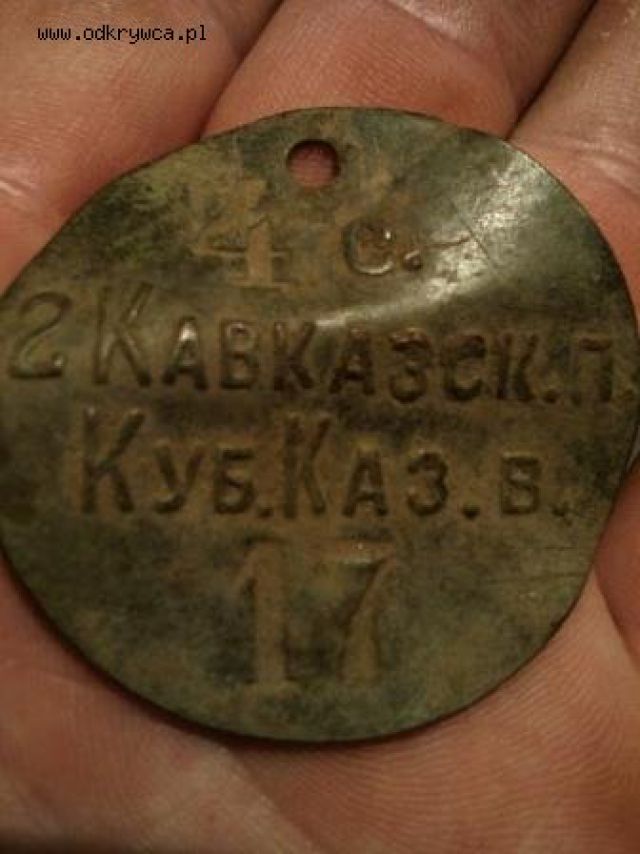 www.odkrywca.pl
4 с.
2 КАВКАЗСК. П.
КУБ. КАЗ. В.
17